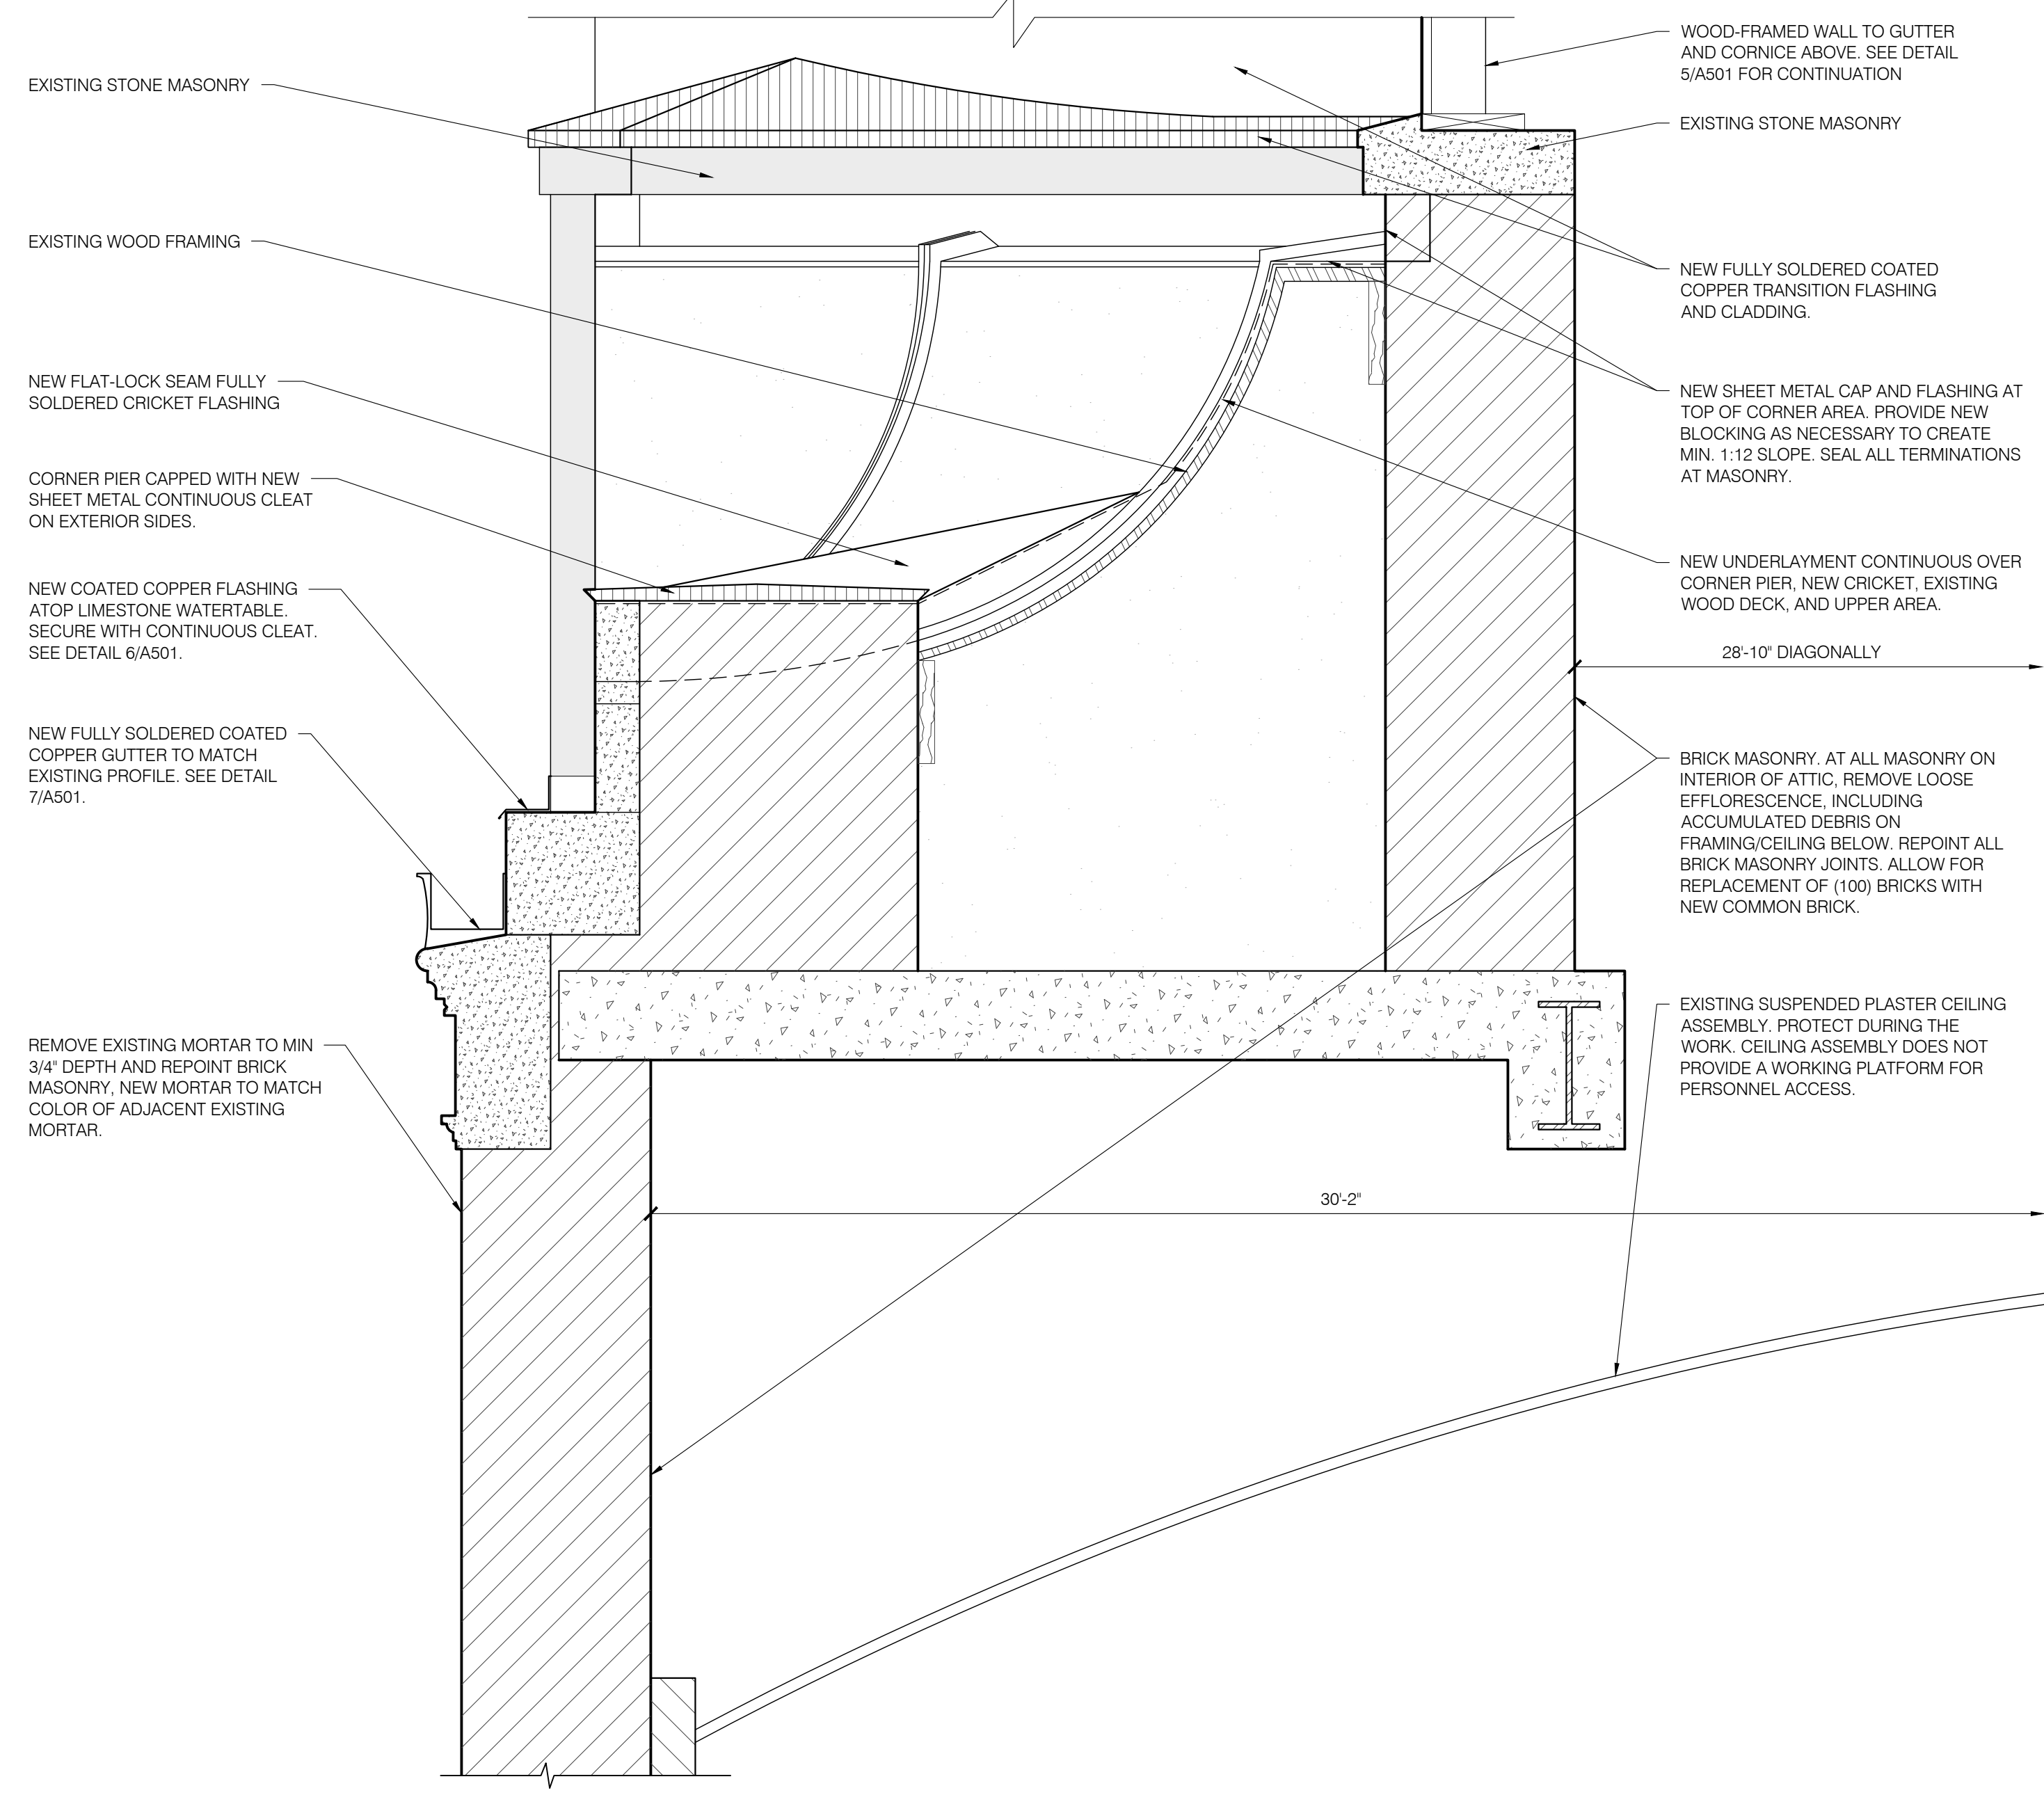 EXISTING STONE MASONRY
EXISTING WOOD FRAMING
NEW FLAT-LOCK SEAM FULLY
SOLDERED CRICKET FLASHING
CORNER PIER CAPPED WITH NEW
SHEET METAL CONTINUOUS CLEAT
ON EXTERIOR SIDES.
NEW COATED COPPER FLASHING
ATOP LIMESTONE WATERTABLE.
SECURE WITH CONTINUOUS CLEAT.
SEE DETAIL 6/A501.
NEW FULLY SOLDERED COATED
COPPER GUTTER TO MATCH
EXISTING PROFILE. SEE DETAIL
7/A501.
REMOVE EXISTING MORTAR TO MIN
3/4" DEPTH AND REPOINT BRICK
MASONRY, NEW MORTAR TO MATCH
COLOR OF ADJACENT EXISTING
MORTAR.
WOOD-FRAMED WALL TO GUTTER
AND CORNICE ABOVE. SEE DETAIL
5/A501 FOR CONTINUATION
EXISTING STONE MASONRY
NEW FULLY SOLDERED COATED
COPPER TRANSITION FLASHING
AND CLADDING.
NEW SHEET METAL CAP AND FLASHING AT
TOP OF CORNER AREA. PROVIDE NEW
BLOCKING AS NECESSARY TO CREATE
MIN. 1:12 SLOPE. SEAL ALL TERMINATIONS
AT MASONRY.
NEW UNDERLAYMENT CONTINUOUS OVER
CORNER PIER, NEW CRICKET, EXISTING
WOOD DECK, AND UPPER AREA.
28'-10" DIAGONALLY
BRICK MASONRY. AT ALL MASONRY ON
INTERIOR OF ATTIC, REMOVE LOOSE
EFFLORESCENCE, INCLUDING
ACCUMULATED DEBRIS ON
FRAMING/CEILING BELOW. REPOINT ALL
BRICK MASONRY JOINTS. ALLOW FOR
REPLACEMENT OF (100) BRICKS WITH
NEW COMMON BRICK.
EXISTING SUSPENDED PLASTER CEILING
ASSEMBLY. PROTECT DURING THE
WORK. CEILING ASSEMBLY DOES NOT
PROVIDE A WORKING PLATFORM FOR
PERSONNEL ACCESS.
30'-2"